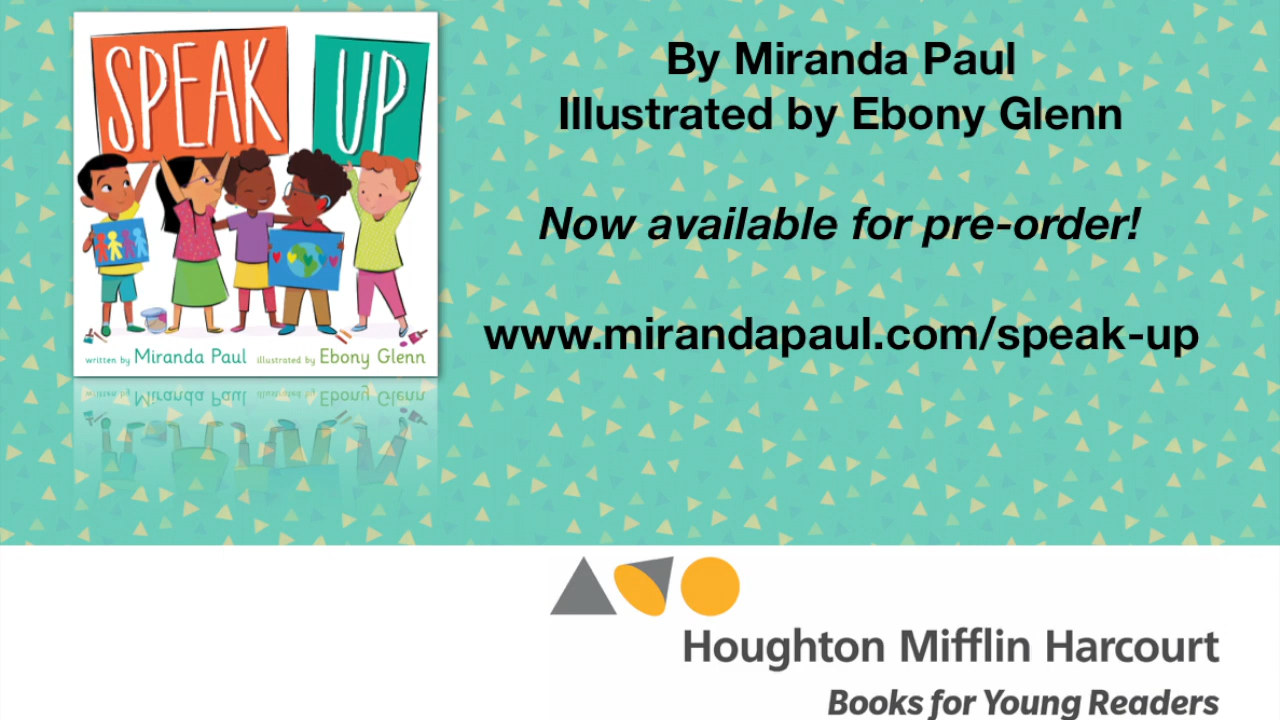 SPEAK UP
written by Miranda Paul illustrated by Ebony Glenn
By Miranda Paul
Illustrated by Ebony Glenn
Now available for pre-order!
www.mirandapaul.com/speak-up
Houghton Mifflin Harcourt
Books for Young Readers